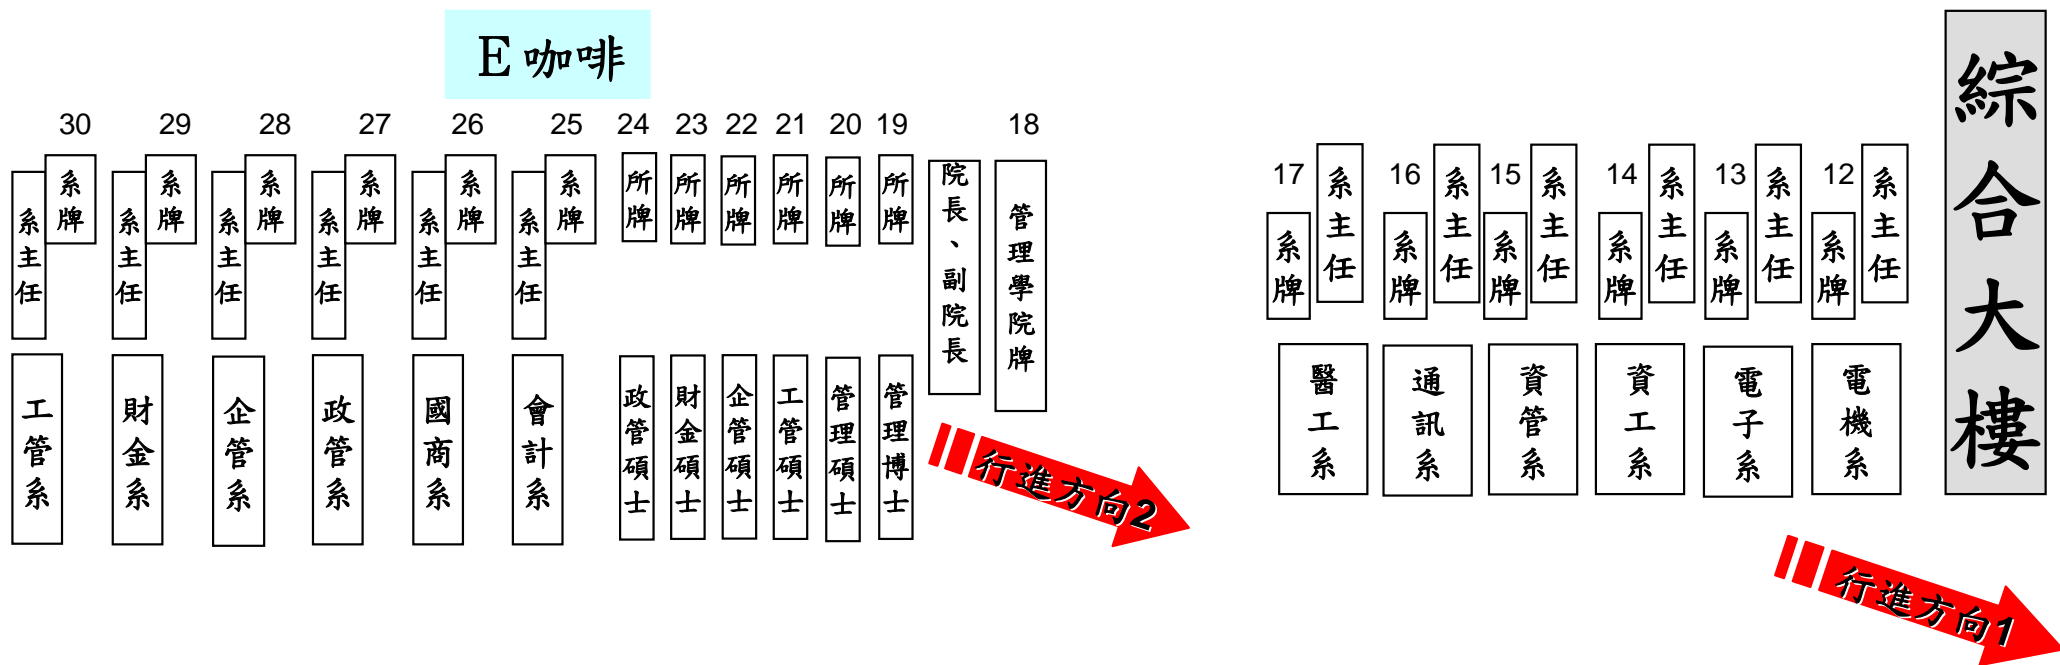 E咖啡
綜合大樓
30
29
28
27
26
25
24
23
22
21
20
19
18
17
16
15
14
13
12
系牌
系牌
系牌
系牌
系牌
系牌
所牌
所牌
所牌
所牌
所牌
所牌
院長、副院長
管理學院牌
系主任
系主任
系主任
系主任
系主任
系主任
系主任
系主任
系主任
系主任
系主任
系主任
系牌
系牌
系牌
系牌
系牌
系牌
工管系
財金系
企管系
政管系
國商系
會計系
政管碩士
財金碩士
企管碩士
工管碩士
管理碩士
管理博士
醫工系
通訊系
資管系
資工系
電子系
電機系
行進方向2
行進方向1